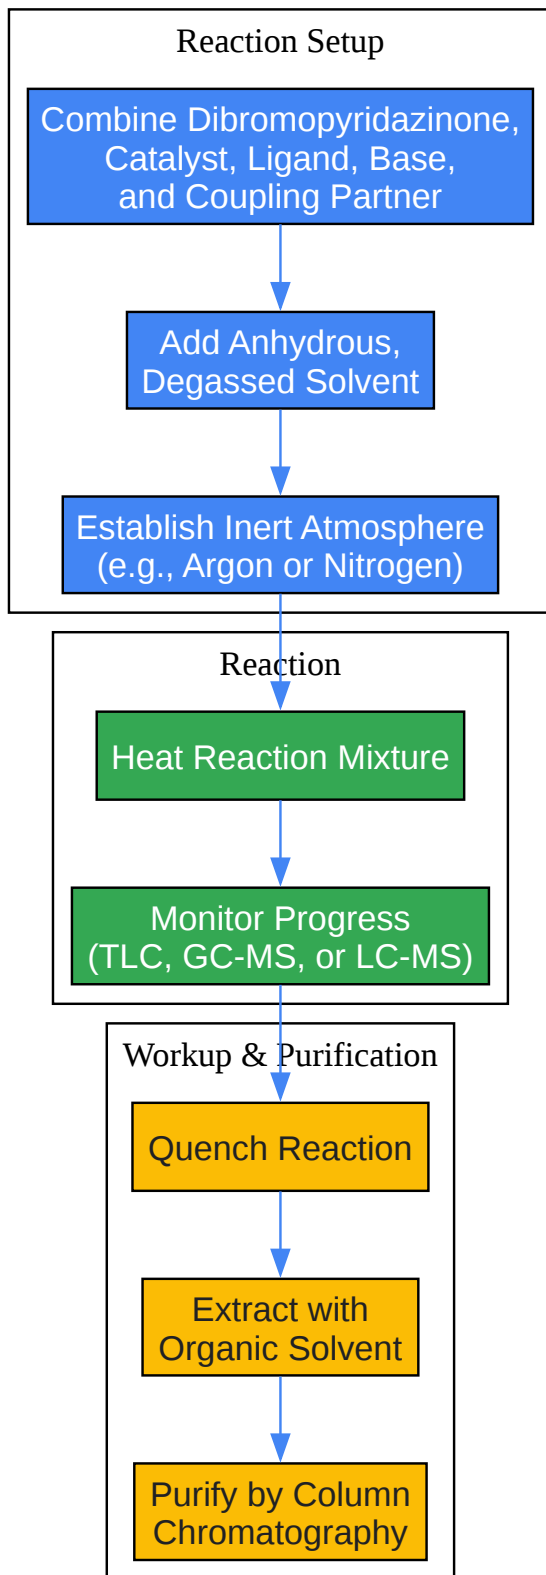 Reaction Setup
Combine Dibromopyridazinone,
Catalyst, Ligand, Base,
and Coupling Partner
Add Anhydrous,
Degassed Solvent
Establish Inert Atmosphere
(e.g., Argon or Nitrogen)
Reaction
Heat Reaction Mixture
Monitor Progress
(TLC, GC-MS, or LC-MS)
Workup & Purification
Quench Reaction
Extract with
Organic Solvent
Purify by Column
Chromatography